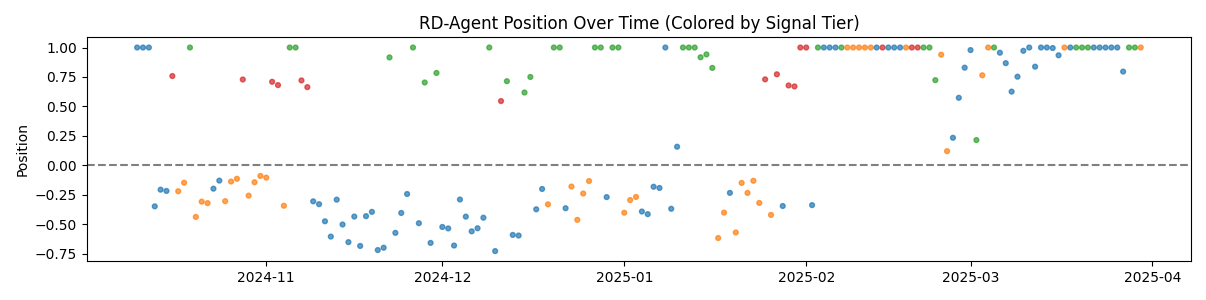 RD-Agent Position Over Time (Colored by Signal Tier)
Position
1.00
0.75
0.50
0.25
0.00
−0.25
−0.50
−0.75
2024-11 2024-12 2025-01 2025-02 2025-03 2025-04